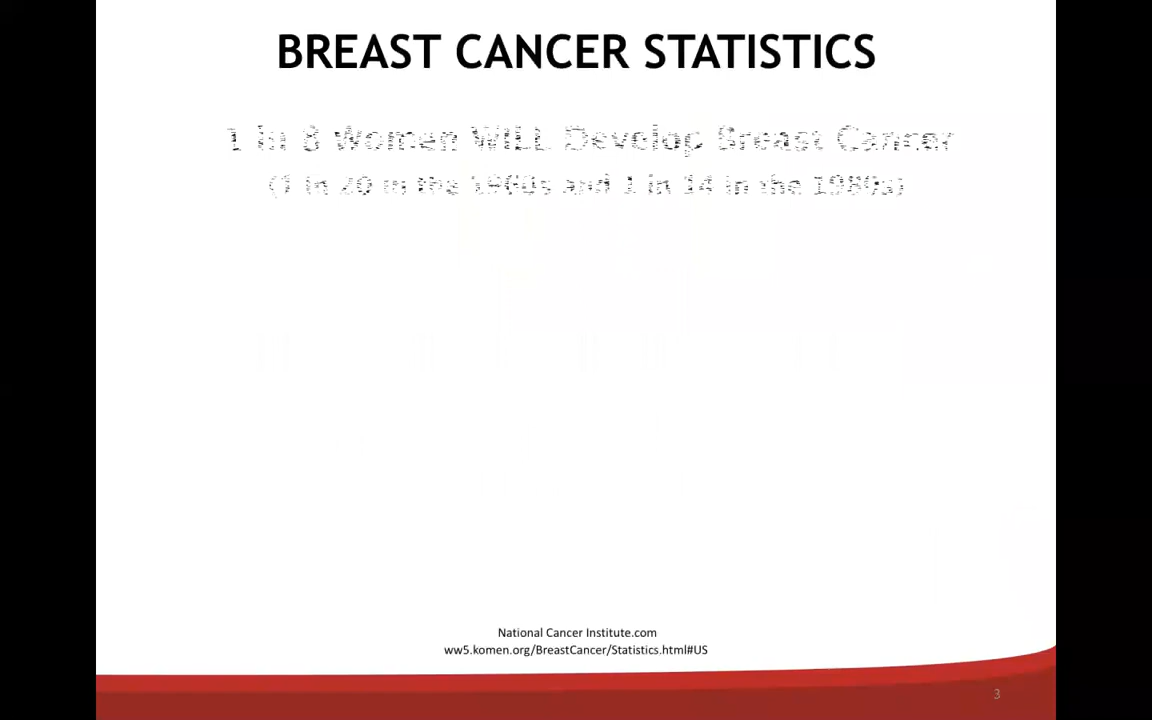 BREAST CANCER STATISTICS
1 in 8 Women WILL Develop Breast Cancer
(1 in 20 in the 1960s and 1 in 14 in the 1980s)
National Cancer Institute.com
ww5.komen.org/BreastCancer/Statistics.html#US
3